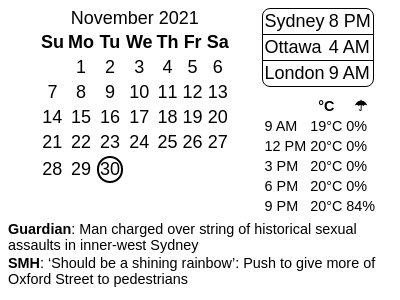 November 2021
Su Mo Tu We Th Fr Sa
1 2 3 4 5 6
7 8 9 10 11 12 13
14 15 16 17 18 19 20
21 22 23 24 25 26 27
28 29 30
Sydney 8 PM
Ottawa 4 AM
London 9 AM
°C ☂
9 AM 19°C 0%
12 PM 20°C 0%
3 PM 20°C 0%
6 PM 20°C 0%
9 PM 20°C 84%
Guardian: Man charged over string of historical sexual
assaults in inner-west Sydney
SMH: ‘Should be a shining rainbow’: Push to give more of
Oxford Street to pedestrians